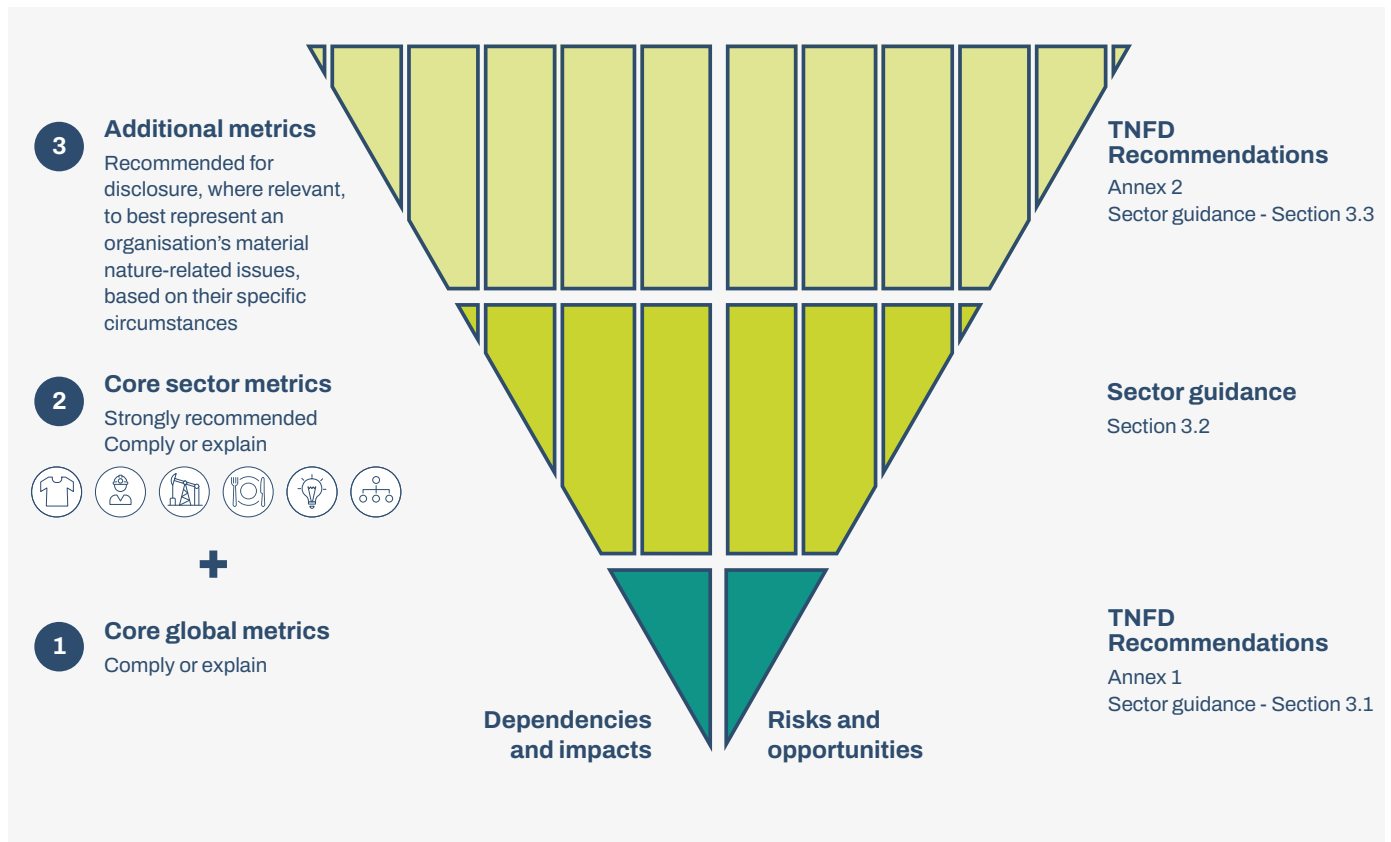 3
Additional metrics
Recommended for
disclosure, where relevant,
to best represent an
organisation’s material
nature-related issues,
based on their specific
circumstances
TNFD
Recommendations
Annex 2
Sector guidance - Section 3.3
2
Core sector metrics
Strongly recommended
Comply or explain
Sector guidance
Section 3.2
+
1
Core global metrics
Comply or explain
TNFD
Recommendations
Annex 1
Sector guidance - Section 3.1
Dependencies
and impacts
Risks and
opportunities